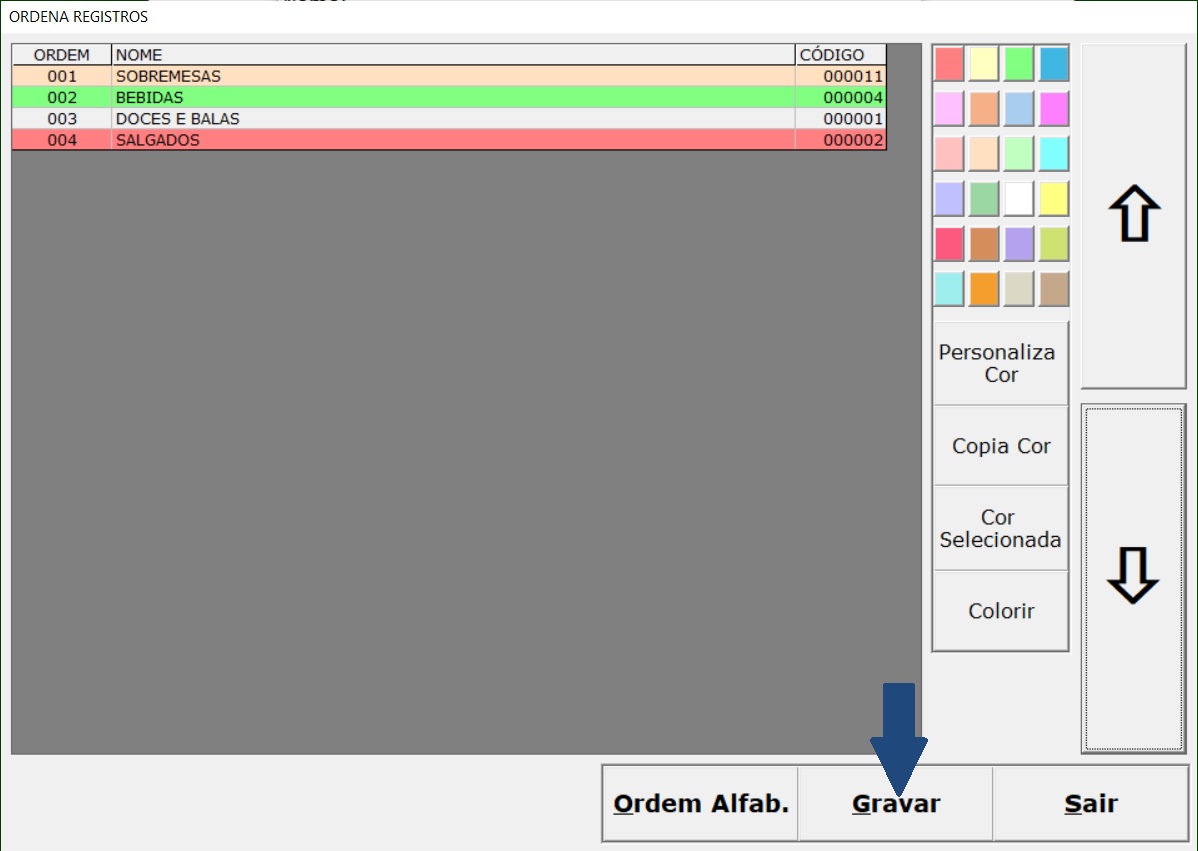 ORDENA REGISTROS
ORDEM NOME CÓDIGO
001 SOBREMESAS 000011
002 BEBIDAS 000004
003 DOCES E BALAS 000001
004 SALGADOS 000002
Personaliza
Cor
Copia Cor
Cor
Selecionada
Colorir
Ordem Alfab. Gravar Sair